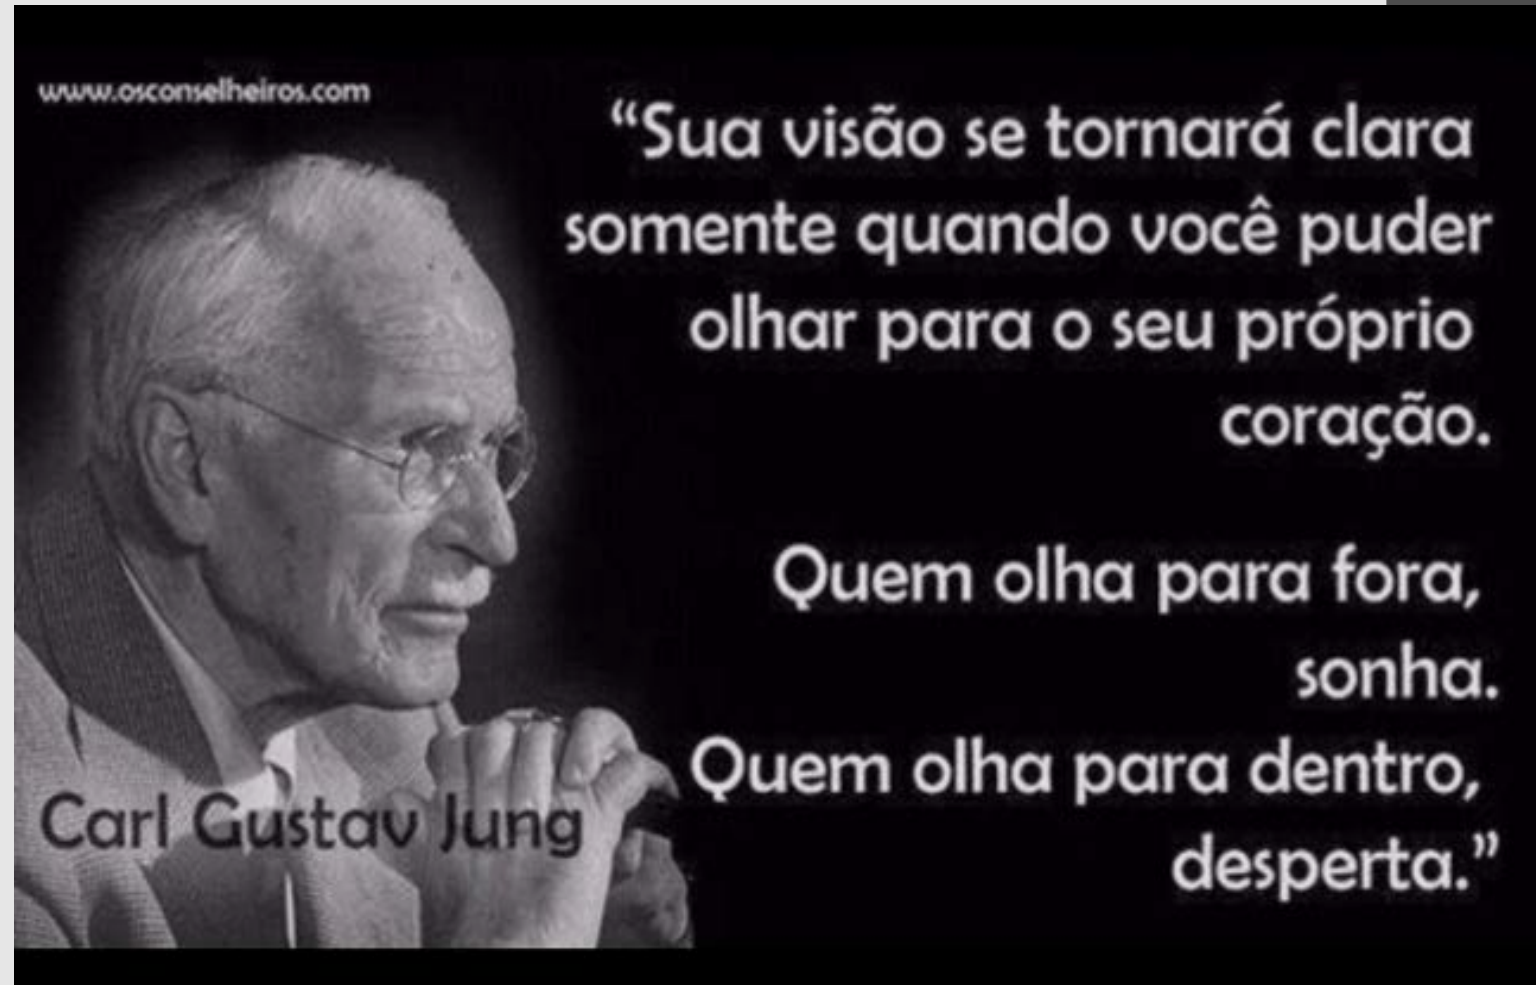 www.osconselheiros.com
“Sua visão se tornará clara
somente quando você puder
olhar para o seu próprio
coração.
Quem olha para fora,
sonha.
Quem olha para dentro,
desperta.”
Carl Gustav Jung